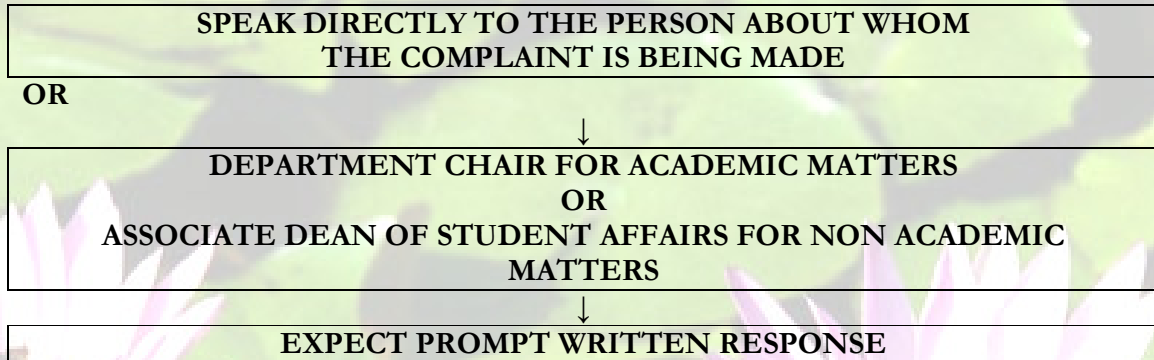 SPEAK DIRECTLY TO THE PERSON ABOUT WHOM
THE COMPLAINT IS BEING MADE
OR
↓
DEPARTMENT CHAIR FOR ACADEMIC MATTERS
OR
ASSOCIATE DEAN OF STUDENT AFFAIRS FOR NON ACADEMIC
MATTERS
↓
EXPECT PROMPT WRITTEN RESPONSE